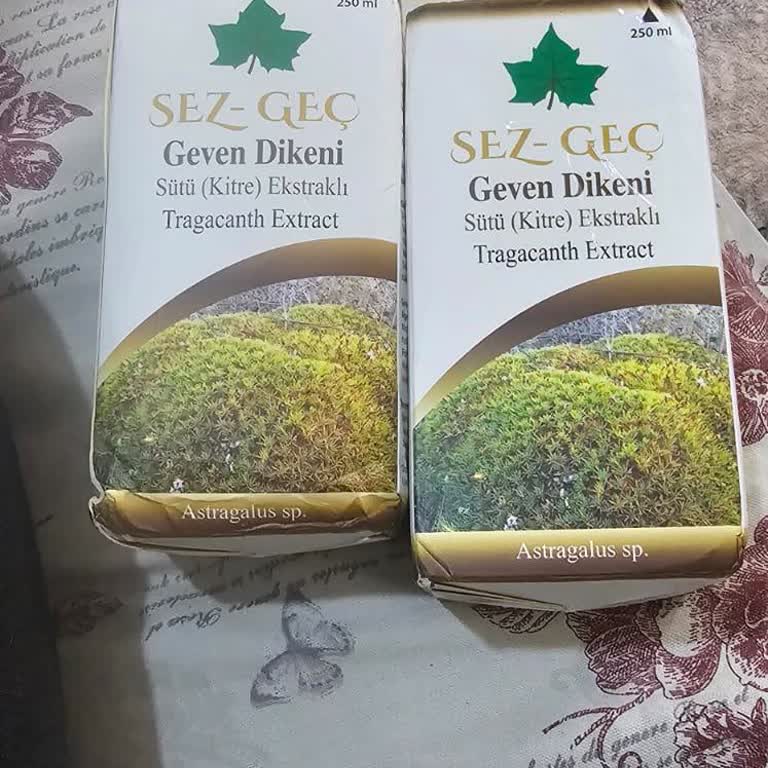 250 ml
SEZ- GEÇ
Geven Dikeni
Sütü (Kitre) Ekstraklı
Tragacanth Extract
Astragalus sp.
250 ml
SEZ- GEÇ
Geven Dikeni
Sütü (Kitre) Ekstraklı
Tragacanth Extract
Astragalus sp.